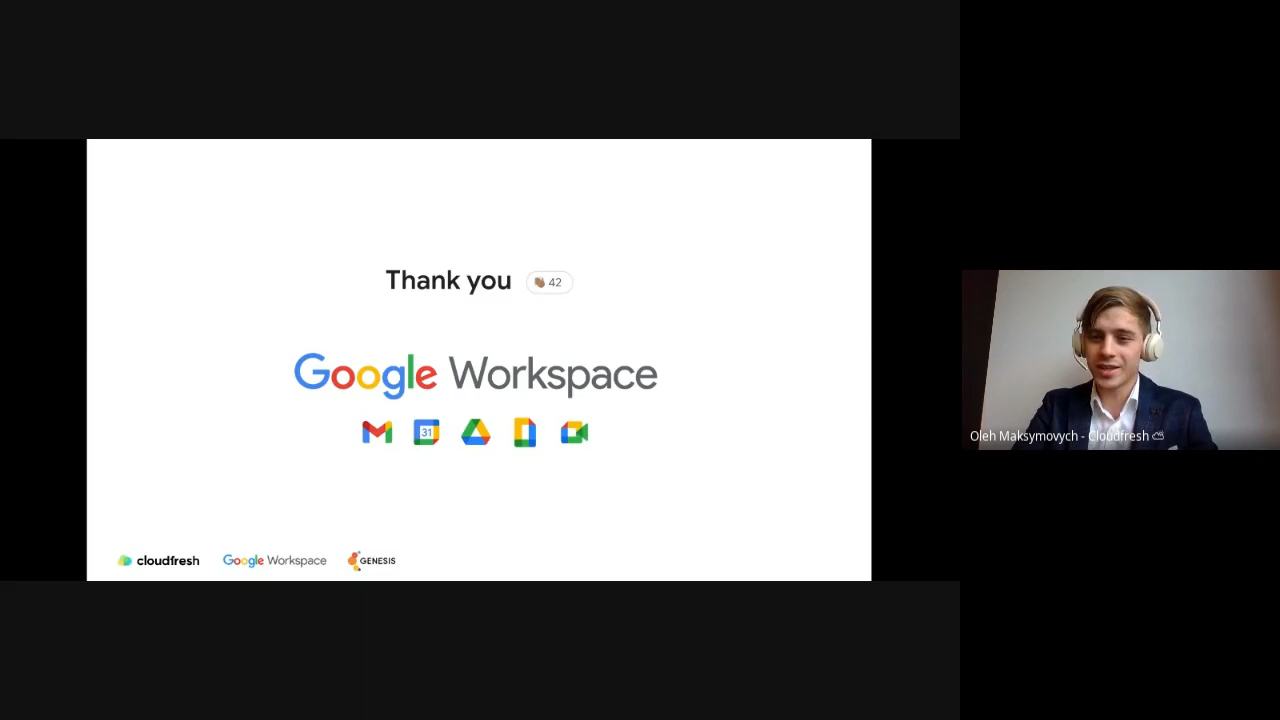 Thank you 👏🏽 42
Google Workspace
31
cloudfresh Google Workspace GENESIS
Oleh Maksymovych - Cloudfresh ⛅